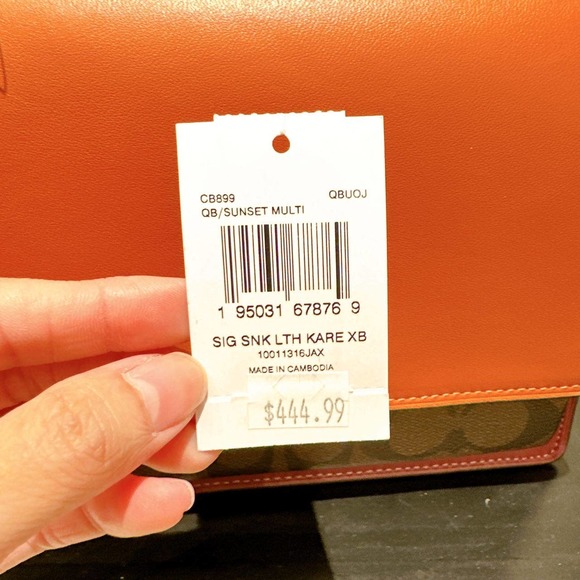 CB899 QBUOJ
QB/SUNSET MULTI
1 95031 67876 9
SIG SNK LTH KARE XB
10011316JAX
MADE IN CAMBODIA
$444.99